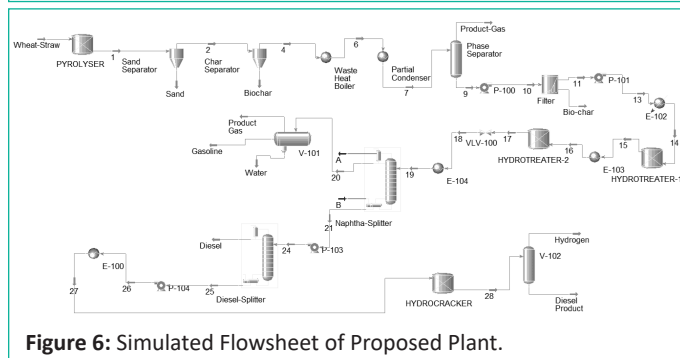 Product-Gas
Wheat-Straw
PYROLYSER
1
Sand Separator
2
Sand
Char Separator
4
Biochar
Waste Heat Boiler
6
Partial Condenser
7
Phase Separator
9
P-100
10
Filter
11
Bio-char
P-101
13
E-102
14
HYDROTREATER-1
15
E-103
16
HYDROTREATER-2
17
VLV-100
18
E-104
19
Naphtha-Splitter
A
B
20
Product Gas
Gasoline
Water
V-101
21
P-103
24
Diesel
Diesel-Splitter
25
P-104
26
E-100
27
HYDROCRACKER
28
V-102
Hydrogen
Diesel Product
Figure 6: Simulated Flowsheet of Proposed Plant.